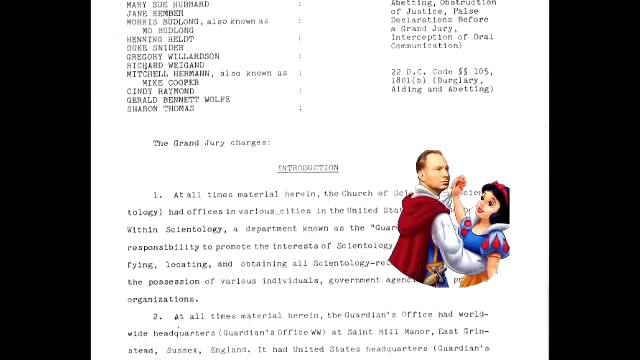 MARY SUE HUBBARD : Abetting, Obstruction
JANE KEMBER of Justice, False
MORRIS BUDLONG, also known as : Declarations Before
MO BUDLONG a Grand Jury,
HENNING HELDT : Interception of Oral
DUKE SNIDER Communication)
GREGORY WILLARDSON :
RICHARD WEIGAND
MITCHELL HERMANN, also known as : 22 D.C. Code §§ 105,
MIKE COOPER 1801(b) (Burglary,
CINDY RAYMOND : Aiding and Abetting)
GERALD BENNETT WOLFE
SHARON THOMAS ;
The Grand Jury charges:
INTRODUCTION
1. At all times material herein, the Church of
tology) had offices in various cities in the United
Within Scientology, a department known as the
responsibility to promote the interests of Scientology
fying, locating, and obtaining all
the possession of various individuals, government
organizations.
2. At all times material herein, the Guardian's Office had world-
wide headquarters (Guardian's Office WW) at Saint Hill Manor, East Grin-
stead, Sussex, England. It had United States headquarters (Guardian's